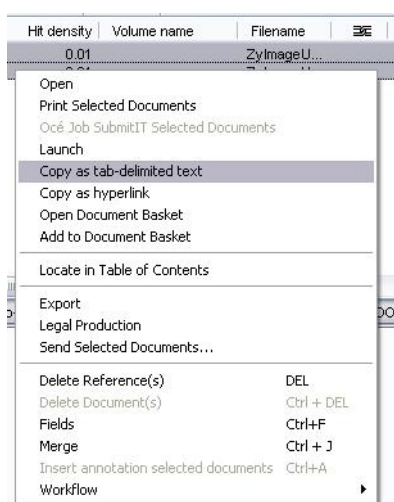 Hit density Volume name Filename
0.01 ZyImageU...
Open
Print Selected Documents
Océ Job SubmitIT Selected Documents
Launch
Copy as tab-delimited text
Copy as hyperlink
Open Document Basket
Add to Document Basket
Locate in Table of Contents
Export
Legal Production
Send Selected Documents...
Delete Reference(s) DEL
Delete Document(s) Ctrl + DEL
Fields Ctrl+F
Merge Ctrl + J
Insert annotation selected documents Ctrl+A
Workflow